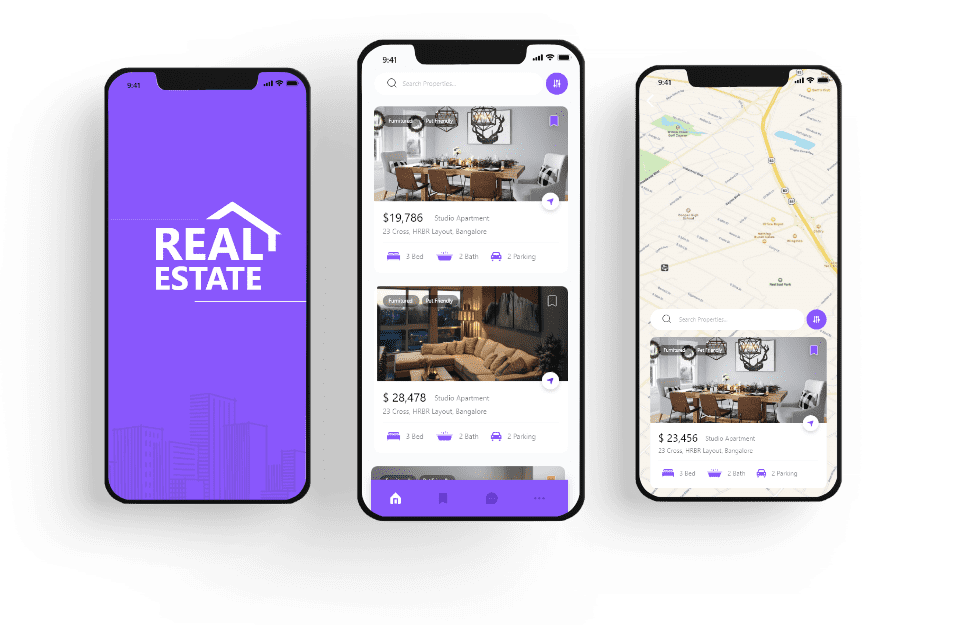 9:41
REAL
ESTATE
9:41
Search Properties..
Furnitured Pet Friendly
$19,786 Studio Apartment
23 Cross, HRBR Layout, Bangalore
3 Bed 2 Bath 2 Parking
Furnitured Pet Friendly
$ 28,478 Studio Apartment
23 Cross, HRBR Layout, Bangalore
3 Bed 2 Bath 2 Parking
9:41
Search Properties..
Furnitured Pet Friendly
$ 23,456 Studio Apartment
23 Cross, HRBR Layout, Bangalore
3 Bed 2 Bath 2 Parking